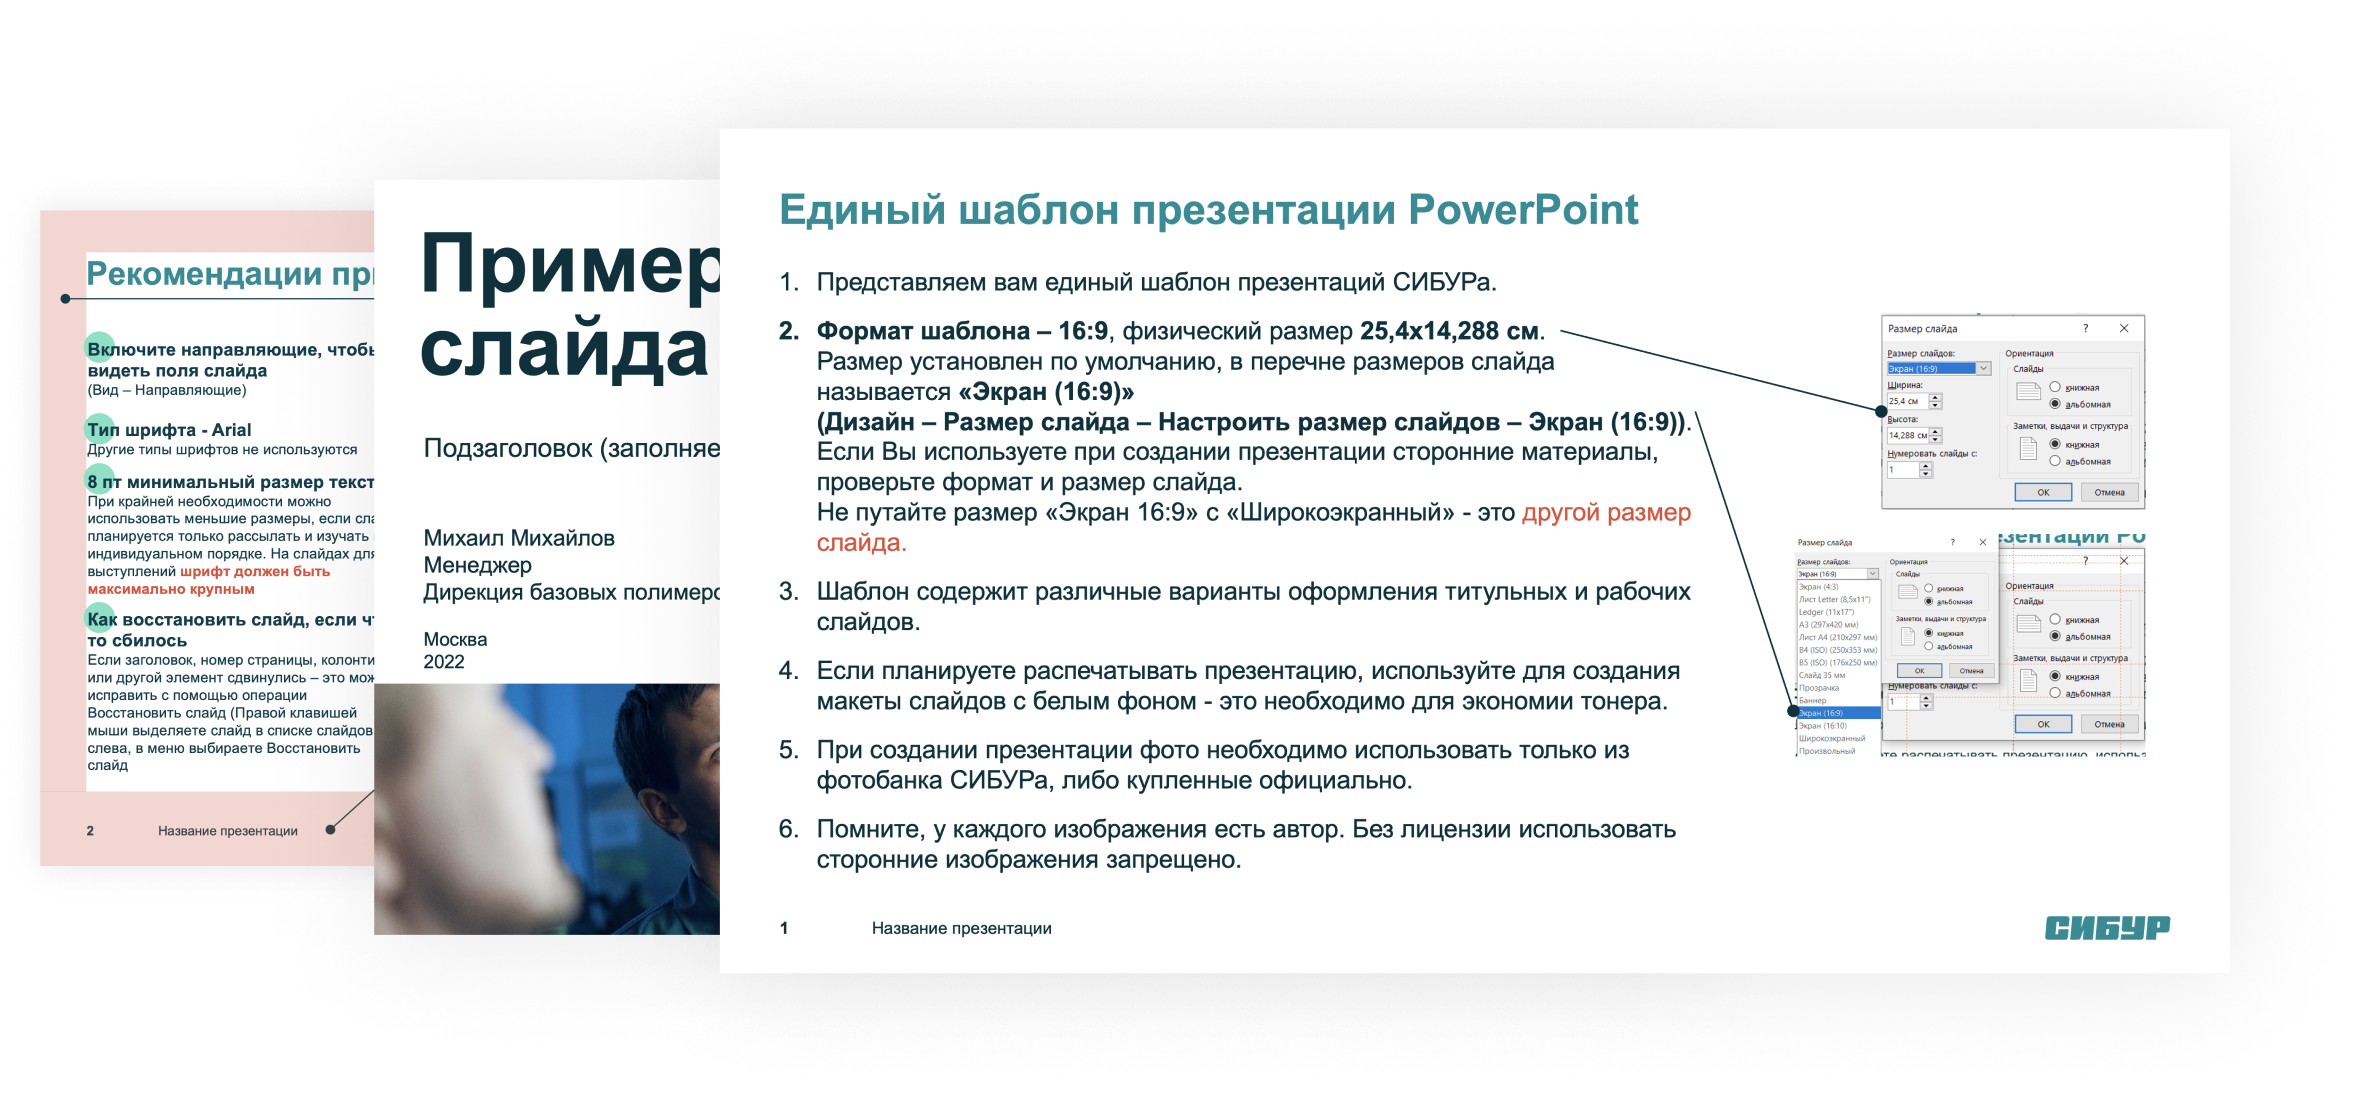 Рекомендации
Включите направляющие, чтобы
видеть поля слайда
(Вид – Направляющие)
Тип шрифта - Arial
Другие типы шрифтов не используются
8 пт минимальный размер текст
При крайней необходимости можно
использовать меньшие размеры, если
планируется только рассылать и изучать
индивидуальном порядке. На слайдах для
выступлений шрифт должен быть
максимально крупным
Как восстановить слайд, если
то сбилось
Если заголовок, номер страницы,
или другой элемент сдвинулись – это
исправить с помощью операции
Восстановить слайд (Правой клавишей
мыши выделяете слайд в списке слайдов
слева, в меню выбираете Восстановить
слайд
2 Название презентации
Пример
слайда
Подзаголовок
Михаил Михайлов
Менеджер
Дирекция базовых
Москва
2022
Единый шаблон презентации PowerPoint
1. Представляем вам единый шаблон презентаций СИБУРа.
2. Формат шаблона – 16:9, физический размер 25,4х14,288 см.
Размер установлен по умолчанию, в перечне размеров слайда
называется «Экран (16:9)»
(Дизайн – Размер слайда – Настроить размер слайдов – Экран (16:9)).
Если Вы используете при создании презентации сторонние материалы,
проверьте формат и размер слайда.
Не путайте размер «Экран 16:9» с «Широкоэкранный» - это другой размер
слайда.
3. Шаблон содержит различные варианты оформления титульных и рабочих
слайдов.
4. Если планируете распечатывать презентацию, используйте для создания
макеты слайдов с белым фоном - это необходимо для экономии тонера.
5. При создании презентации фото необходимо использовать только из
фотобанка СИБУРа, либо купленные официально.
6. Помните, у каждого изображения есть автор. Без лицензии использовать
сторонние изображения запрещено.
1 Название презентации
СИБУР
Размер слайда ?
Размер слайдов: Ориентация
Экран (16:9) Слайды
Ширина: книжная
25,4 см альбомная
Высота: Заметки, выдачи и структура
14,288 см книжная
Нумеровать слайды с: альбомная
1
ОК Отмена
Размер слайда ?
Размер слайдов: Ориентация
Экран (16:9) Слайды
Экран (4:3) книжная
Лист Letter (8,5x11") альбомная
Ledger (11x17") Заметки, выдачи и структура
A3 (297x420 мм) книжная
Лист A4 (210x297 мм) альбомная
B4 (ISO) (250x353 мм)
B5 (ISO) (176x250 мм)
Слайд 35 мм ОК Отмена
Прозрачка
Баннер
Экран (16:9)
Экран (16:10)
Широкоэкранный
Произвольный
?
Ориентация
Слайды
книжная
альбомная
Заметки, выдачи и структура
книжная
альбомная
Нумеровать слайды с:
1
ОК Отмена
распечатывать презентацию,